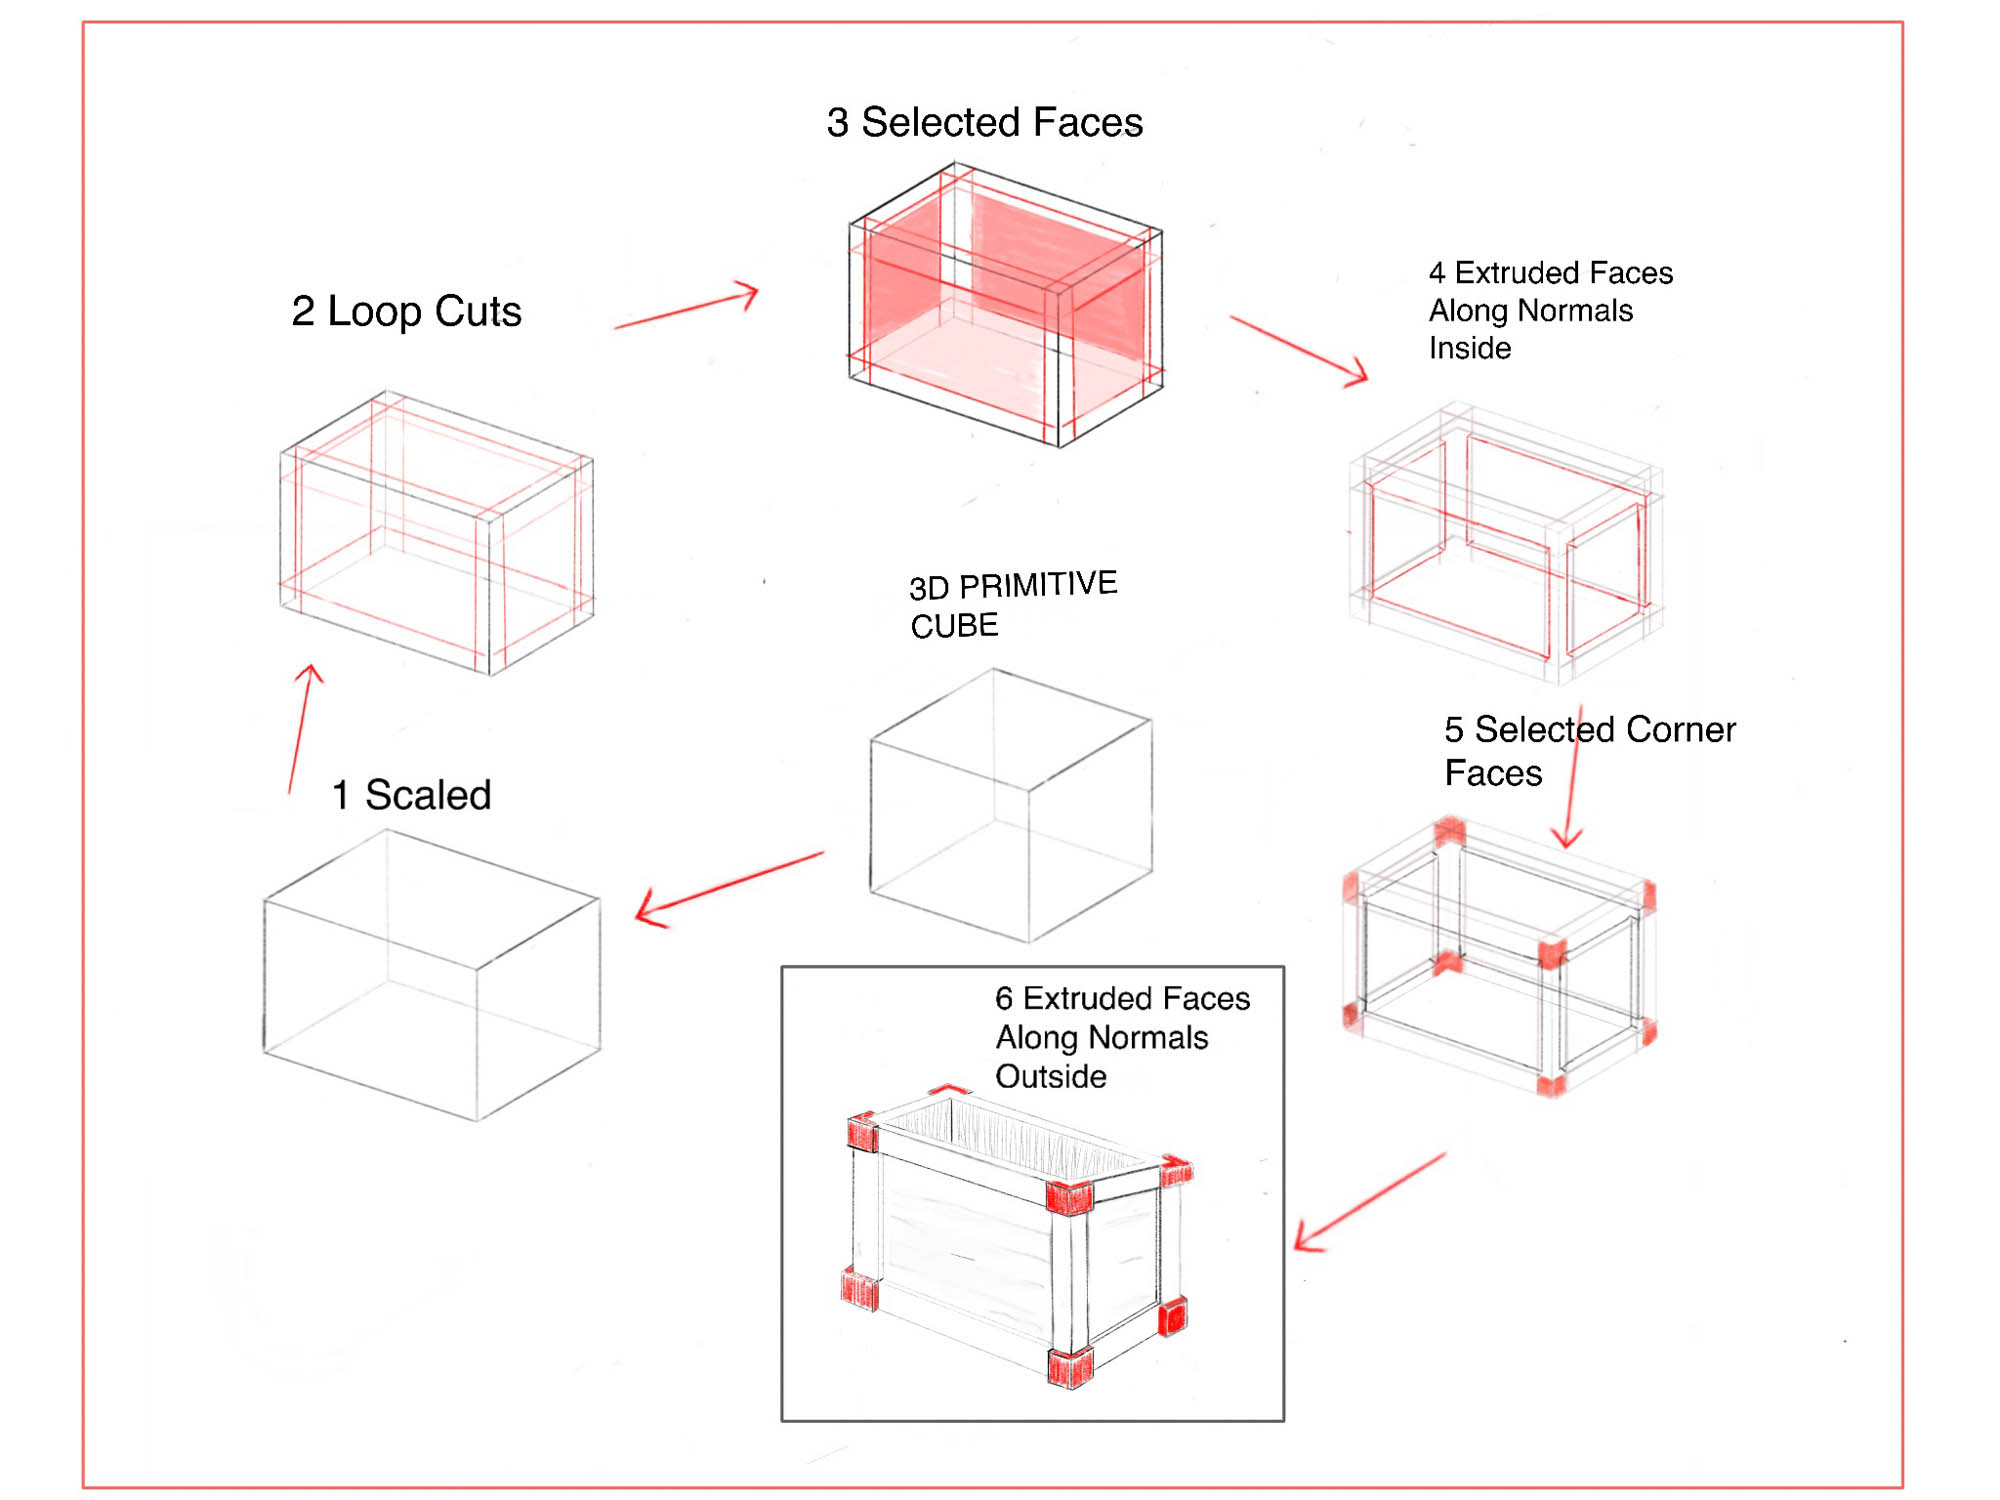 3D PRIMITIVE
CUBE
1 Scaled
2 Loop Cuts
3 Selected Faces
4 Extruded Faces
Along Normals
Inside
5 Selected Corner
Faces
6 Extruded Faces
Along Normals
Outside